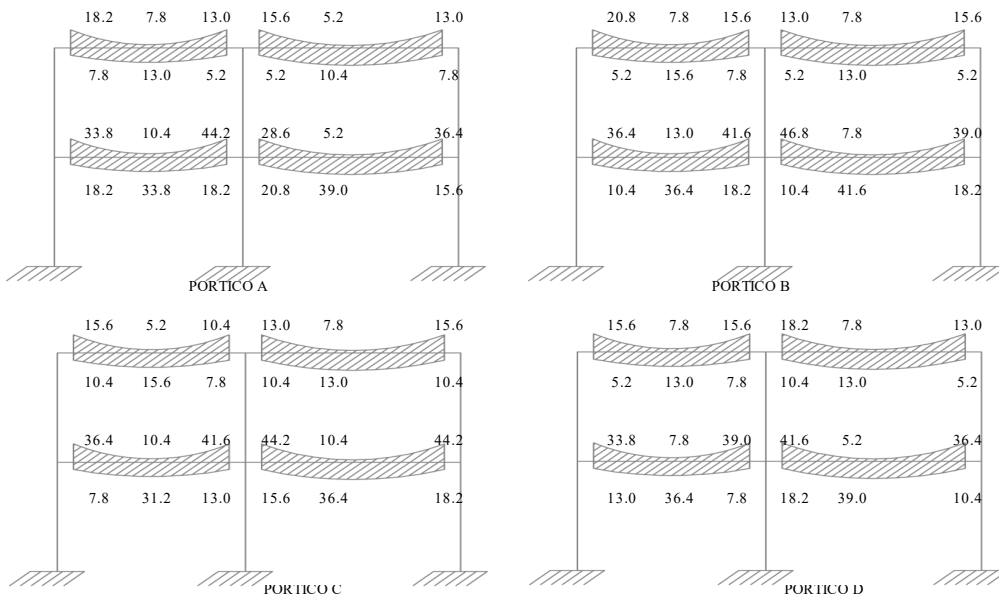 18.2 7.8 13.0 15.6 5.2 13.0
7.8 13.0 5.2 5.2 10.4 7.8
33.8 10.4 44.2 28.6 5.2 36.4
18.2 33.8 18.2 20.8 39.0 15.6
PORTICO A
20.8 7.8 15.6 13.0 7.8 15.6
5.2 15.6 7.8 5.2 13.0 5.2
36.4 13.0 41.6 46.8 7.8 39.0
10.4 36.4 18.2 10.4 41.6 18.2
PORTICO B
15.6 5.2 10.4 13.0 7.8 15.6
10.4 15.6 7.8 10.4 13.0 10.4
36.4 10.4 41.6 44.2 10.4 44.2
7.8 31.2 13.0 15.6 36.4 18.2
PORTICO C
15.6 7.8 15.6 18.2 7.8 13.0
5.2 13.0 7.8 10.4 13.0 5.2
33.8 7.8 39.0 41.6 5.2 36.4
13.0 36.4 7.8 18.2 39.0 10.4
PORTICO D